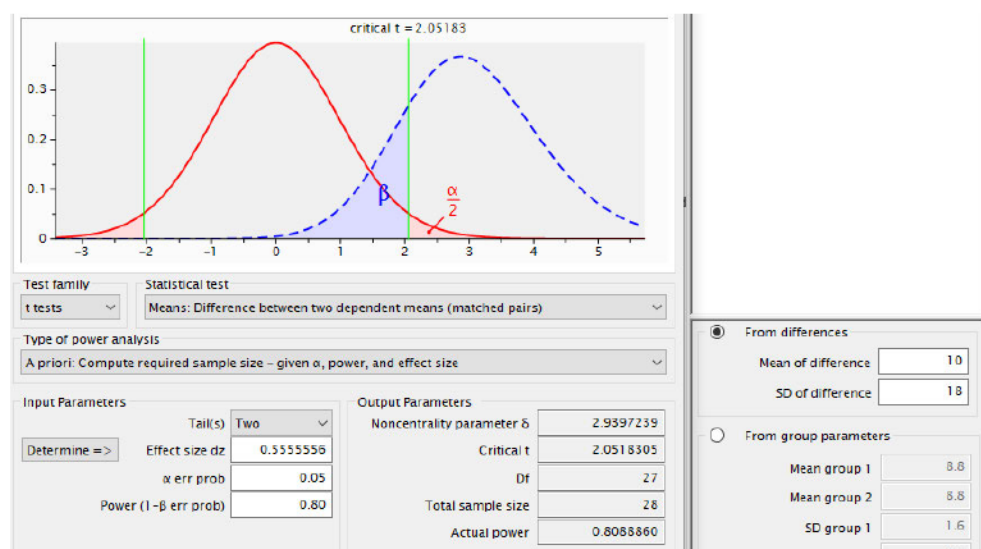 critical t = 2.05183
0.3
0.2
0.1
0
β
α
2
-3 -2 -1 0 1 2 3 4 5
Test family
Statistical test
t tests
Means: Difference between two dependent means (matched pairs)
Type of power analysis
A priori: Compute required sample size – given α, power, and effect size
Input Parameters
Tail(s) Two
Determine => Effect size dz 0.5555556
α err prob 0.05
Power (1-β err prob) 0.80
Output Parameters
Noncentrality parameter δ 2.9397239
Critical t 2.0518305
Df 27
Total sample size 28
Actual power 0.8088860
From differences
Mean of difference 10
SD of difference 18
From group parameters
Mean group 1 8.8
Mean group 2 8.8
SD group 1 1.6